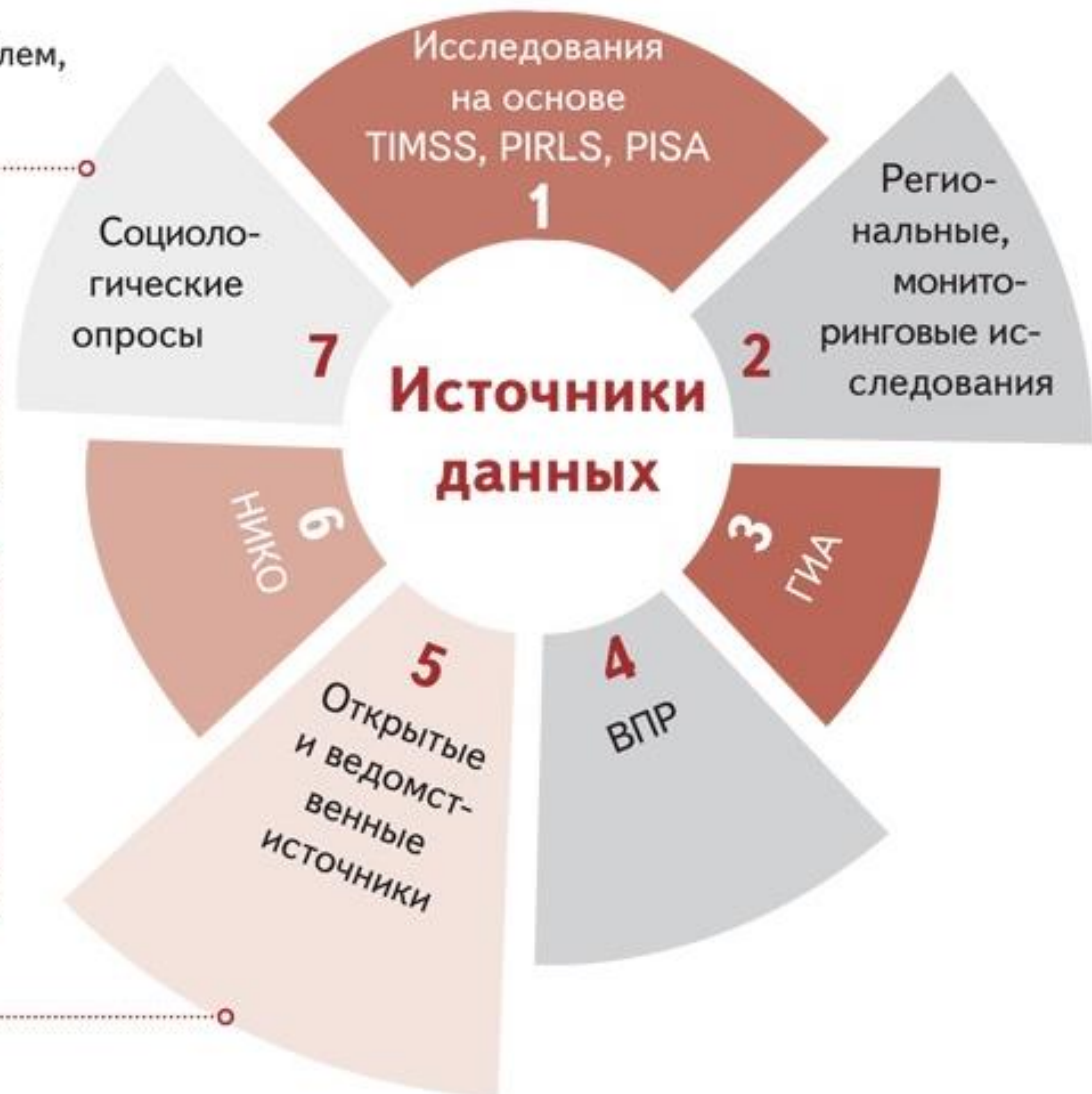 лем,
Исследования
на основе
TIMSS, PIRLS, PISA
1
Регио-
нальные,
монито-
ринговые ис-
следования
2
3
ГИА
4
ВПР
5
Открытые
и ведомст-
венные
источники
6
НИКО
Социоло-
гические
опросы
7
Источники
данных